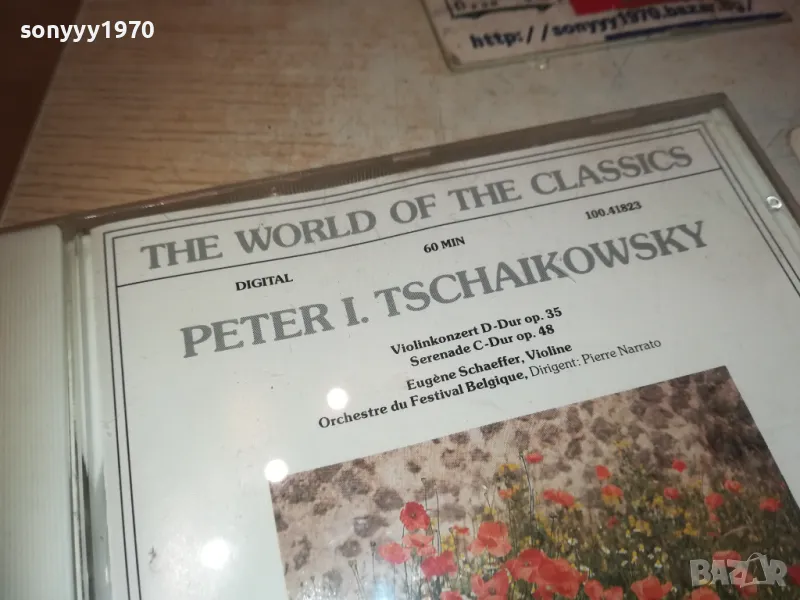 sonyyy1970
http://sonyyy1970.bazar.bg/
THE WORLD OF THE CLASSICS
DIGITAL 60 MIN 100.41823
PETER I. TSCHAIKOWSKY
Violinkonzert D-Dur op. 35
Serenade C-Dur op. 48
Eugène Schaeffer, Violine
Orchestre du Festival Belgique, Dirigent: Pierre Narrato
BAZAR